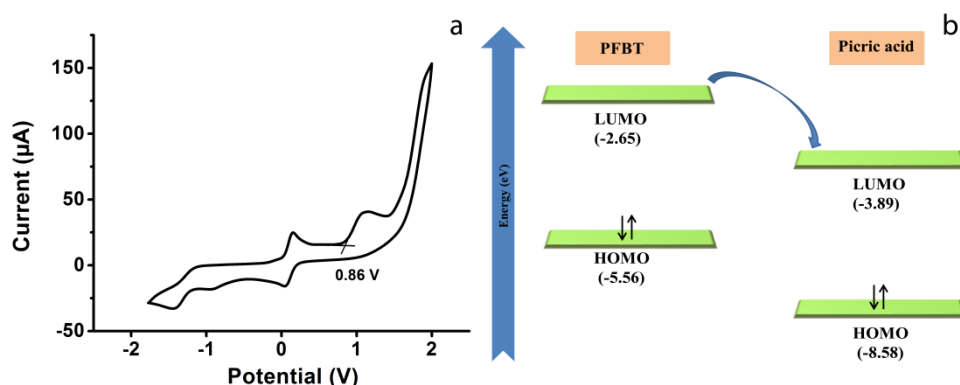 a
150
100
50
0
-50
Current (µA)
0.86 V
-2
-1
0
1
2
Potential (V)
b
Energy (eV)
PFBT
Picric acid
LUMO
(-2.65)
LUMO
(-3.89)
HOMO
(-5.56)
HOMO
(-8.58)